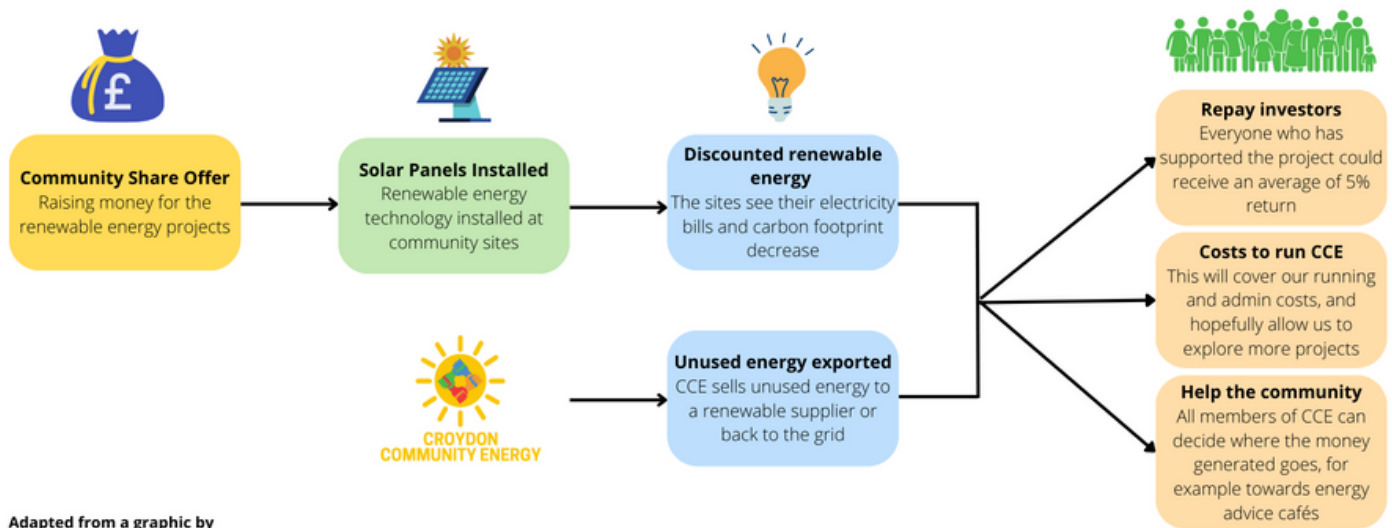 £
Community Share Offer
Raising money for the
renewable energy projects
Solar Panels Installed
Renewable energy
technology installed at
community sites
Discounted renewable
energy
The sites see their electricity
bills and carbon footprint
decrease
CROYDON
COMMUNITY ENERGY
Unused energy exported
CCE sells unused energy to
a renewable supplier or
back to the grid
Repay investors
Everyone who has
supported the project could
receive an average of 5%
return
Costs to run CCE
This will cover our running
and admin costs, and
hopefully allow us to
explore more projects
Help the community
All members of CCE can
decide where the money
generated goes, for
example towards energy
advice cafés
Adapted from a graphic by